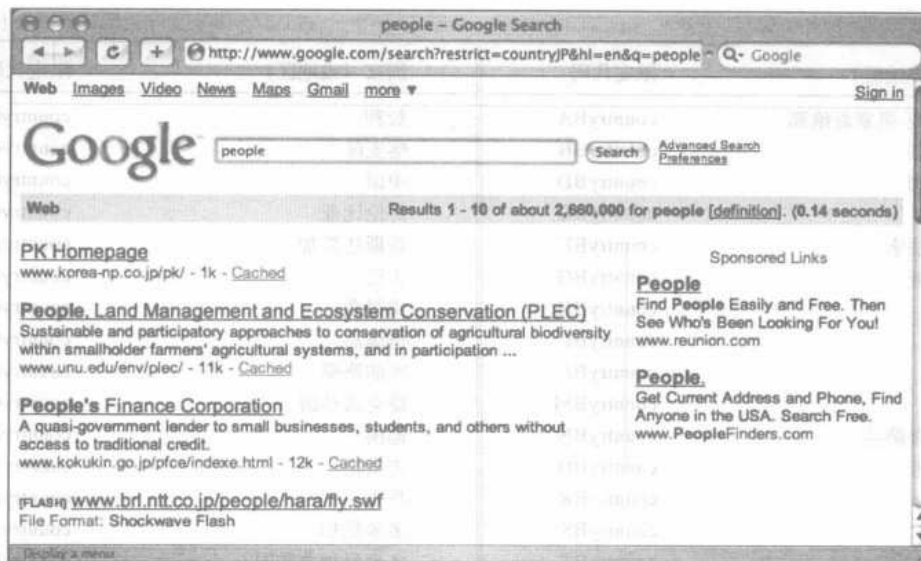 people – Google Search
http://www.google.com/search?restrict=countryJP&hl=en&q=people
Google
Web Images Video News Maps Gmail more ▼
Sign in
Google
people
Search
Advanced Search
Preferences
Web
Results 1 - 10 of about 2,660,000 for people [definition]. (0.14 seconds)
PK Homepage
www.korea-np.co.jp/pk/ - 1k - Cached
People, Land Management and Ecosystem Conservation (PLEC)
Sustainable and participatory approaches to conservation of agricultural biodiversity
within smallholder farmers' agricultural systems, and in participation ...
www.unu.edu/env/plec/ - 11k - Cached
People's Finance Corporation
A quasi-government lender to small businesses, students, and others without
access to traditional credit.
www.kokukin.go.jp/pfce/indexe.html - 12k - Cached
[FLASH] www.brl.ntt.co.jp/people/hara/fly.swf
File Format: Shockwave Flash
Sponsored Links
People
Find People Easily and Free. Then
See Who's Been Looking For You!
www.reunion.com
People.
Get Current Address and Phone, Find
Anyone in the USA. Search Free.
www.PeopleFinders.com
Display a menu